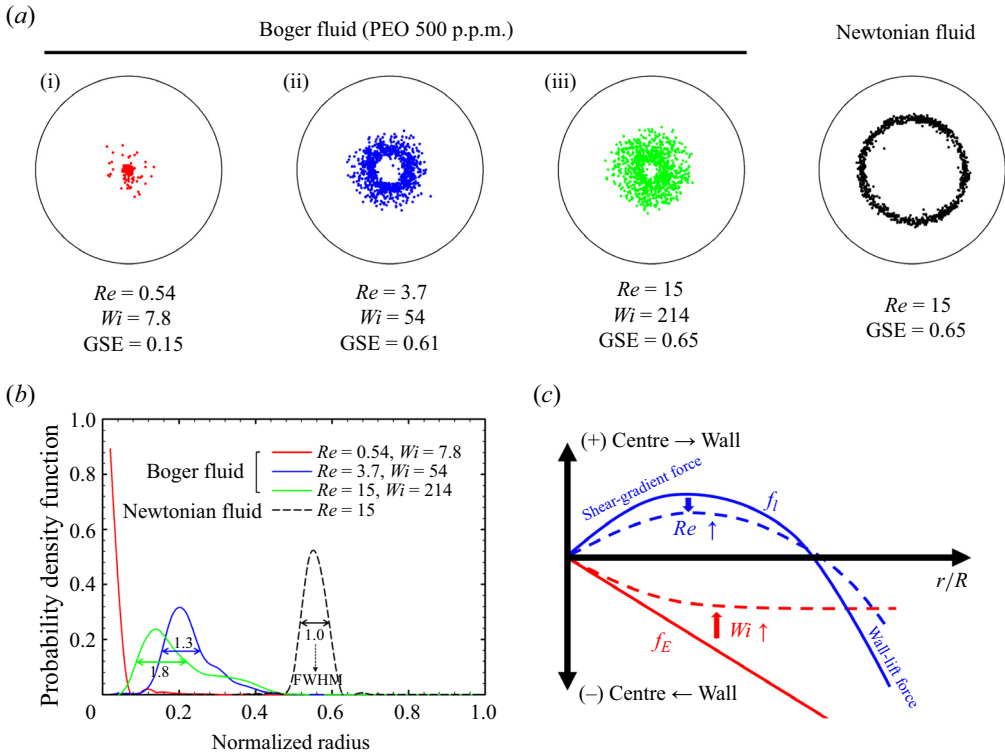 (a)
Boger fluid (PEO 500 p.p.m.)
Newtonian fluid
(i)
(ii)
(iii)
Re = 0.54
Wi = 7.8
GSE = 0.15
Re = 3.7
Wi = 54
GSE = 0.61
Re = 15
Wi = 214
GSE = 0.65
Re = 15
GSE = 0.65
(b)
Probability density function
1.0
0.8
0.6
0.4
0.2
0
0.2
0.4
0.6
0.8
1.0
Normalized radius
Boger fluid
Re = 0.54, Wi = 7.8
Re = 3.7, Wi = 54
Re = 15, Wi = 214
Newtonian fluid
Re = 15
1.3
1.8
1.0
FWHM
(c)
(+) Centre → Wall
Shear-gradient force
f_I
Re ↑
r/R
f_E
Wi ↑
Wall-lift force
(–) Centre ← Wall